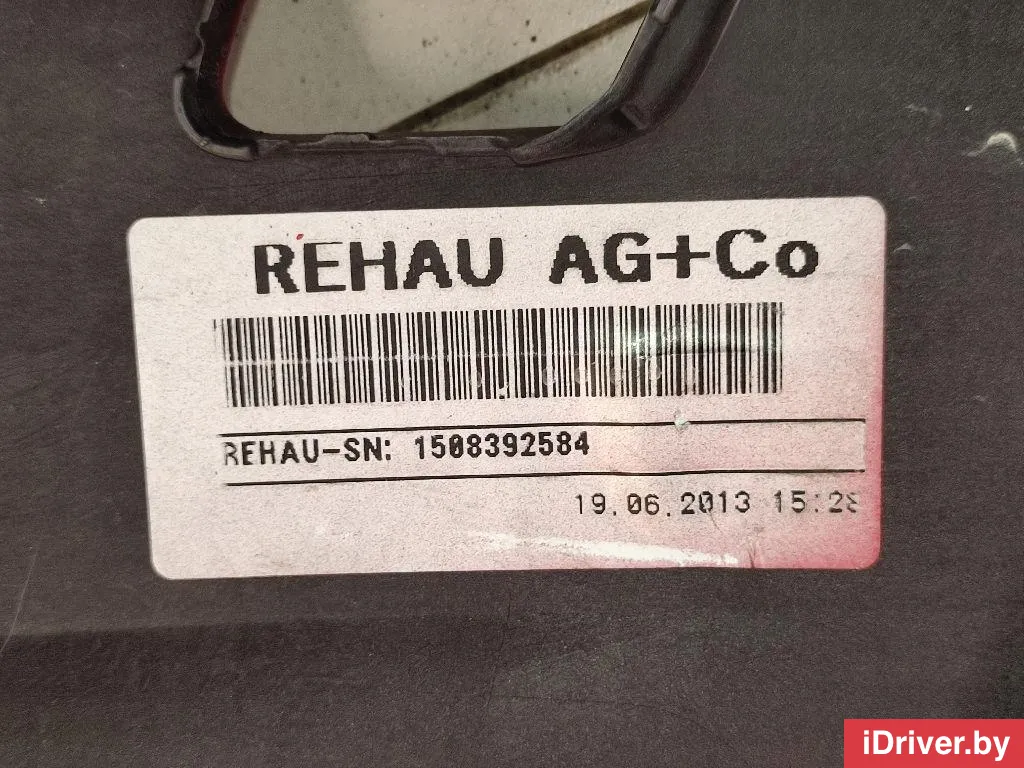 REHAU AG+Co
REHAU-SN: 1508392584
19.06.2013 15:28
iDriver.by